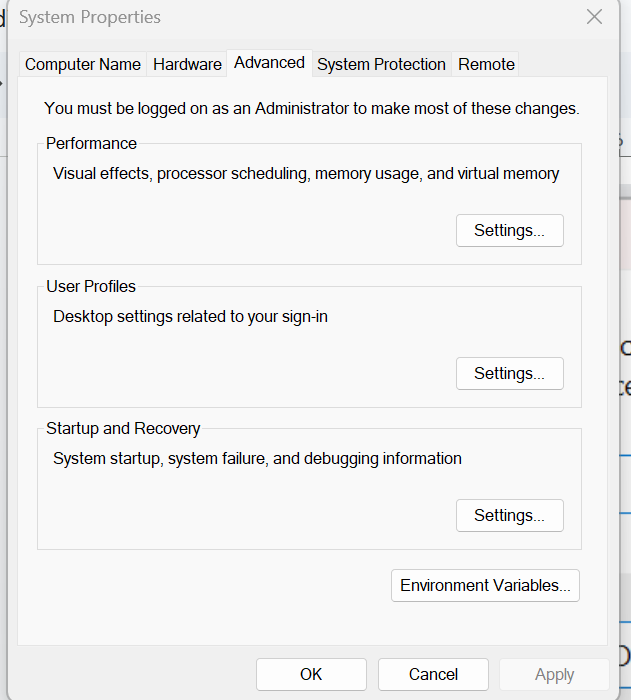 System Properties
Computer Name Hardware Advanced System Protection Remote
You must be logged on as an Administrator to make most of these changes.
Performance
Visual effects, processor scheduling, memory usage, and virtual memory
Settings...
User Profiles
Desktop settings related to your sign-in
Settings...
Startup and Recovery
System startup, system failure, and debugging information
Settings...
Environment Variables...
OK Cancel Apply